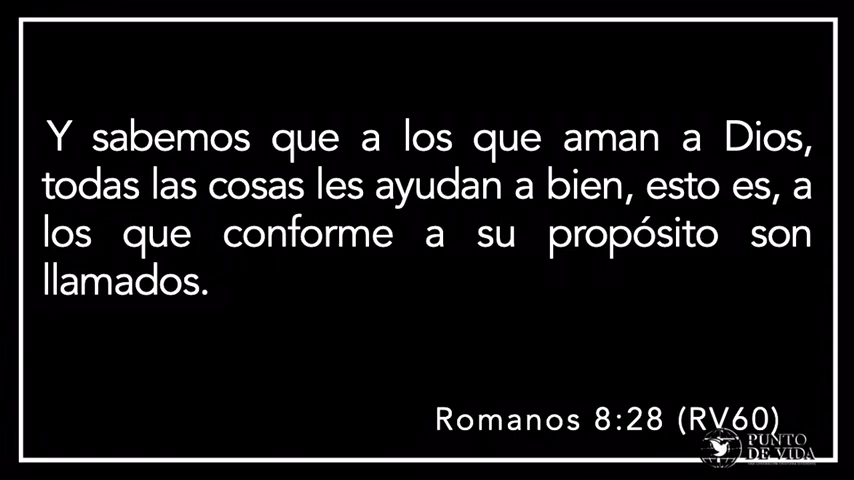 Y sabemos que a los que aman a Dios,
todas las cosas les ayudan a bien, esto es, a
los que conforme a su propósito son
llamados.
Romanos 8:28 (RV60)
PUNTO
DE VIDA